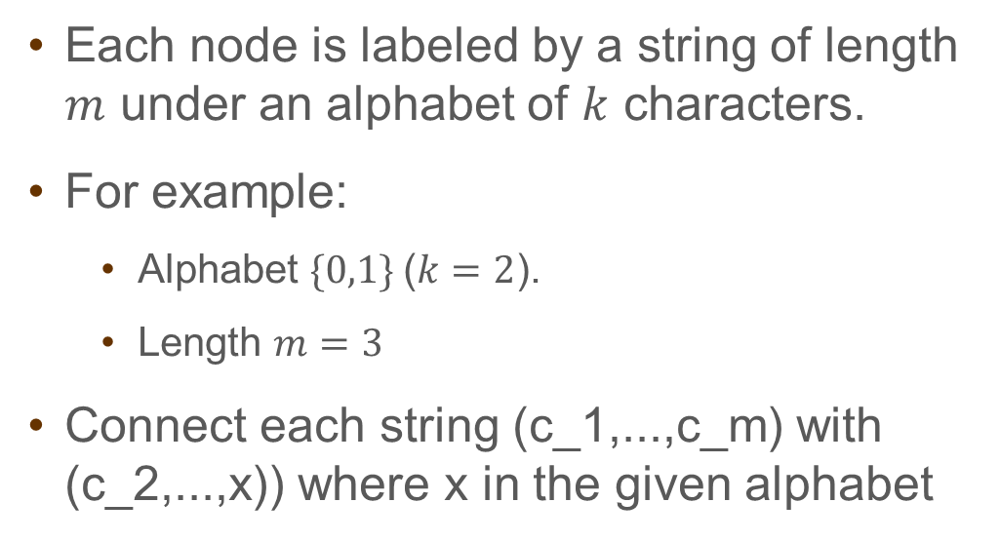 • Each node is labeled by a string of length
m under an alphabet of k characters.
• For example:
• Alphabet {0,1} (k = 2).
• Length m = 3
• Connect each string (c_1,...,c_m) with
(c_2,...,x)) where x in the given alphabet